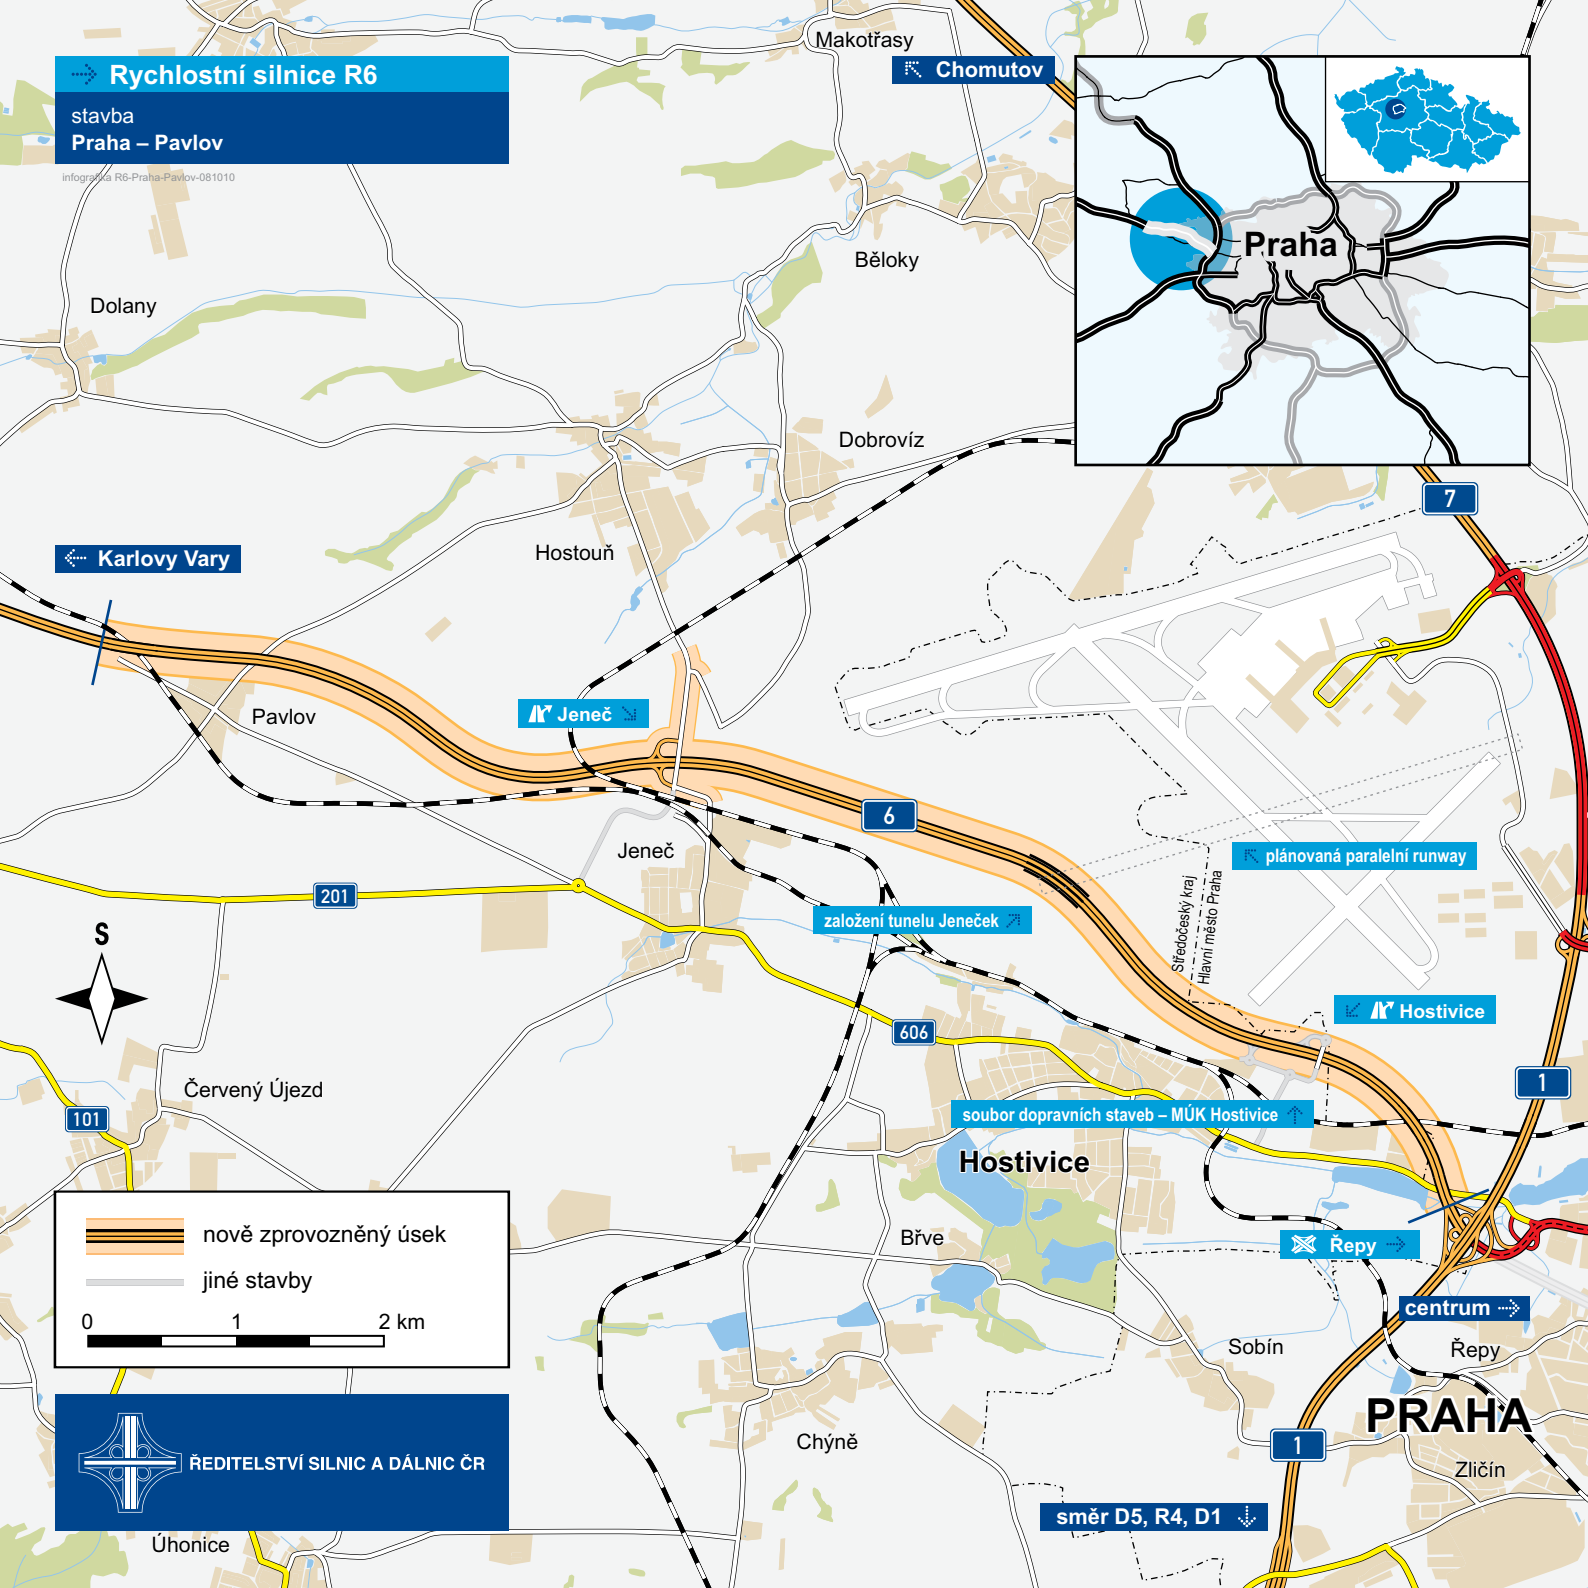 Makotřasy
Rychlostní silnice R6
Chomutov
stavba
Praha – Pavlov
infografika R6-Praha-Pavlov-081010
Praha
Běloky
Dolany
Dobrovíz
7
Hostouň
Karlovy Vary
Pavlov
Jeneč
6
Jeneč
plánovaná paralelní runway
201
Středočeský kraj
Hlavní město Praha
založení tunelu Jeneček
S
Hostivice
606
1
Červený Újezd
101
soubor dopravních staveb – MÚK Hostivice
Hostivice
nově zprovozněný úsek
Břve
Řepy
jiné stavby
centrum
0 1 2 km
Sobín
Řepy
PRAHA
Chýně
1
ŘEDITELSTVÍ SILNIC A DÁLNIC ČR
Zličín
směr D5, R4, D1
Úhonice